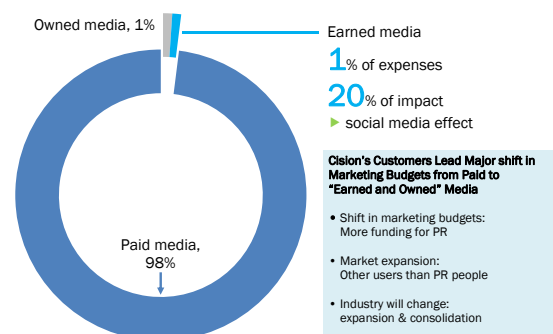 Owned media, 1%
Earned media
1% of expenses
20% of impact
► social media effect
Paid media,
98%
Cision's Customers Lead Major shift in
Marketing Budgets from Paid to
“Earned and Owned” Media
• Shift in marketing budgets:
More funding for PR
• Market expansion:
Other users than PR people
• Industry will change:
expansion & consolidation